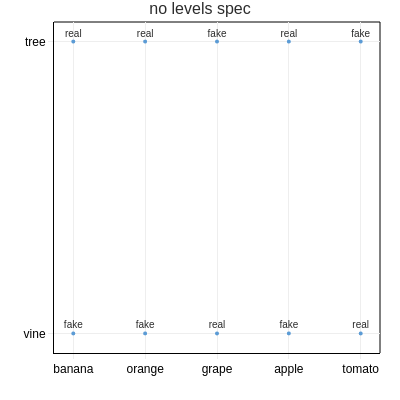 no levels spec
real real fake real fake
tree
fake fake real fake real
vine
banana orange grape apple tomato